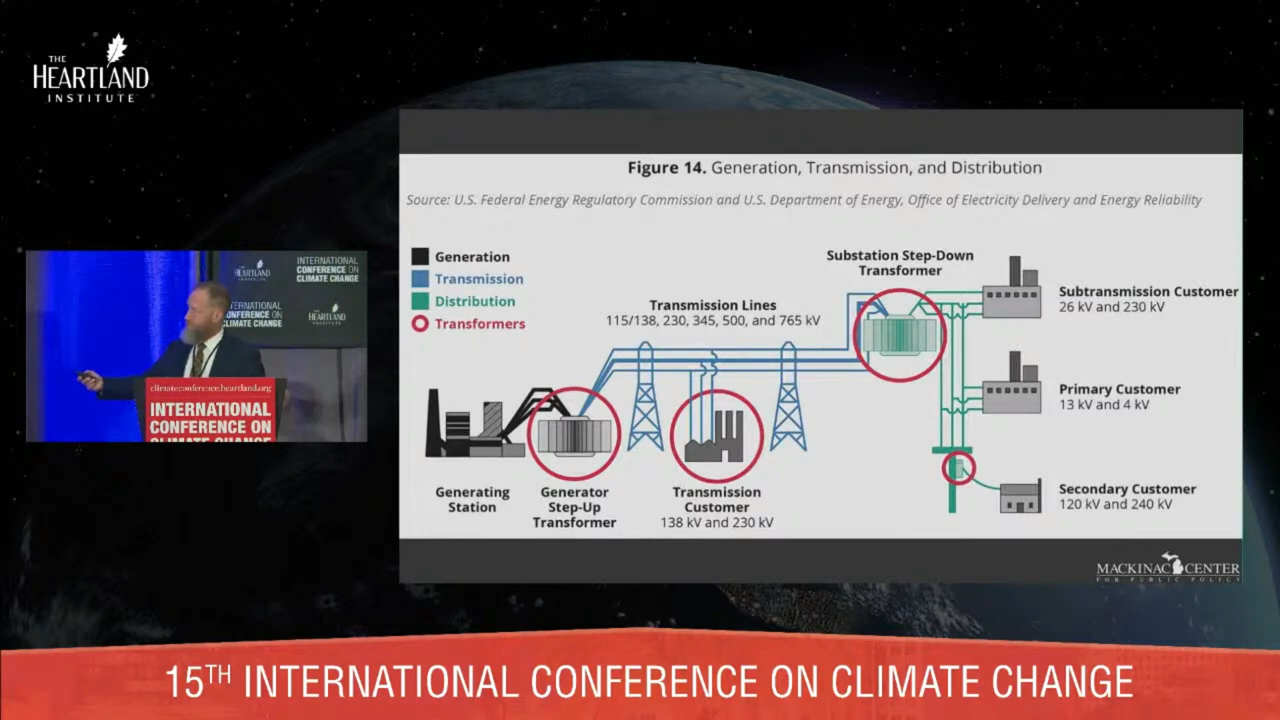 THE
HEARTLAND
INSTITUTE
Figure 14. Generation, Transmission, and Distribution
Source: U.S. Federal Energy Regulatory Commission and U.S. Department of Energy, Office of Electricity Delivery and Energy Reliability
Generation
Transmission
Distribution
Transformers
Transmission Lines
115/138, 230, 345, 500, and 765 kV
Substation Step-Down
Transformer
Subtransmission Customer
26 kV and 230 kV
Primary Customer
13 kV and 4 kV
Secondary Customer
120 kV and 240 kV
Generating
Station
Generator
Step-Up
Transformer
Transmission
Customer
138 kV and 230 kV
MACKINAC CENTER
FOR PUBLIC POLICY
HEARTLAND
INTERNATIONAL
CONFERENCE ON
CLIMATE CHANGE
HEARTLAND
climateconference.heartland.org
INTERNATIONAL
CONFERENCE ON
CLIMATE CHANGE
15TH INTERNATIONAL CONFERENCE ON CLIMATE CHANGE